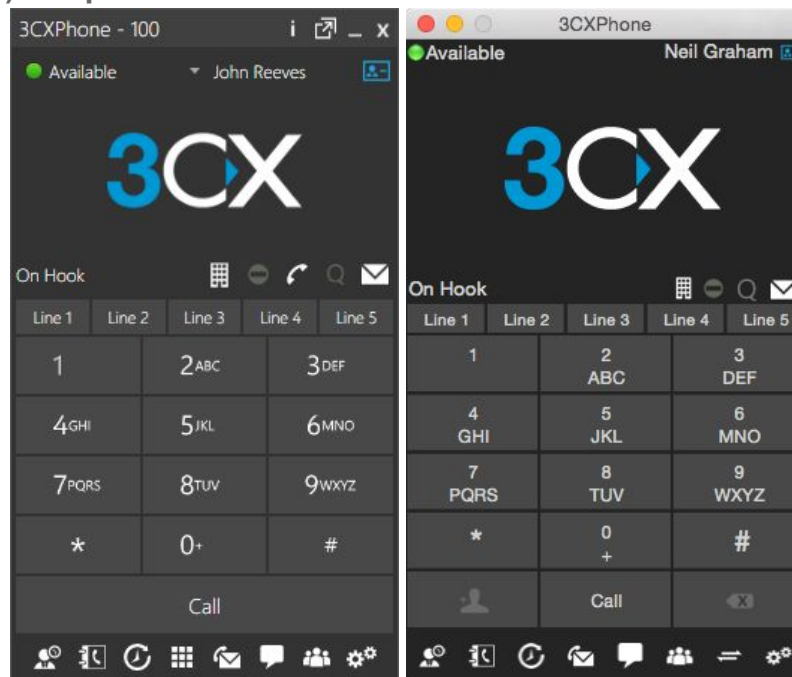 3CXPhone - 100
Available
John Reeves
3CX
On Hook
Line 1 Line 2 Line 3 Line 4 Line 5
1 2ABC 3DEF
4GHI 5JKL 6MNO
7PQRS 8TUV 9WXYZ
* 0+ #
Call
3CXPhone
Available Neil Graham
3CX
On Hook
Line 1 Line 2 Line 3 Line 4 Line 5
1 2 3
ABC DEF
4 5 6
GHI JKL MNO
7 8 9
PQRS TUV WXYZ
* 0 #
+
Call